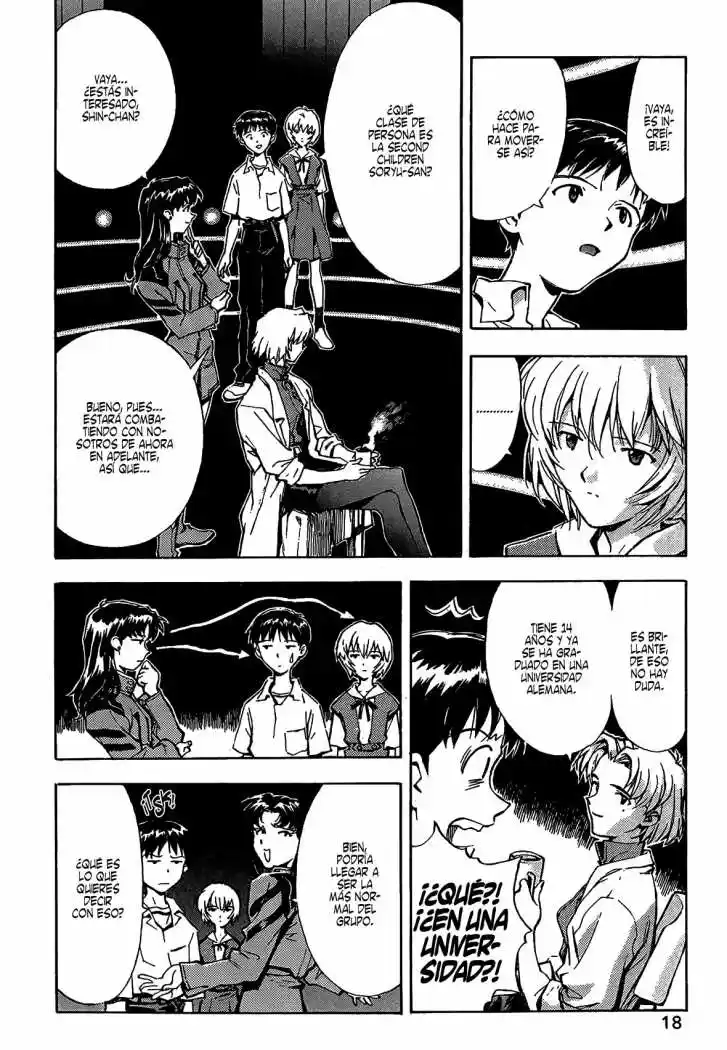 ¡VAYA,
ES INCRE-
ÍBLE!
¿CÓMO
HACE PA
RA MOVER-
SE ASÍ?
............
¿QUÉ
CLASE DE
PERSONA ES
LA SECOND
CHILDREN
SORYU-SAN?
VAYA...
¿ESTÁS IN-
TERESADO,
SHIN-CHAN?
BUENO, PUES...
ESTARÁ COMBA-
TIENDO CON NO-
SOTROS DE AHORA
EN ADELANTE,
ASÍ QUE...
ES BRI-
LLANTE,
DE ESO
NO HAY
DUDA.
TIENE 14
AÑOS Y YA
SE HA GRA-
DUADO EN UNA
UNIVERSIDAD
ALEMANA.
¡¿QUÉ?!
¡¿EN UNA
UNIVER-
SIDAD?!
BIEN,
PODRÍA
LLEGAR A
SER LA
MÁS NOR-
MAL DEL
GRUPO.
¡TSK!
¿QUÉ ES
LO QUE
QUIERES
DECIR
CON ESO?
18